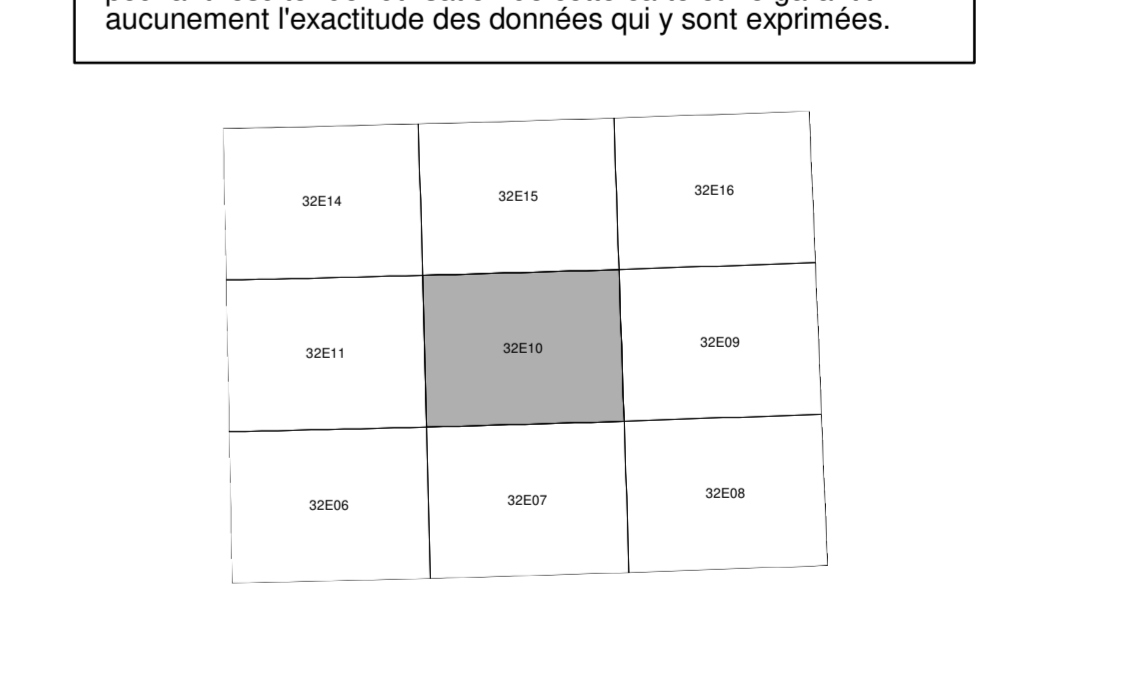 aucunement l'exactitude des données qui y sont exprimées.
32E14 32E15 32E16
32E11 32E10 32E09
32E06 32E07 32E08